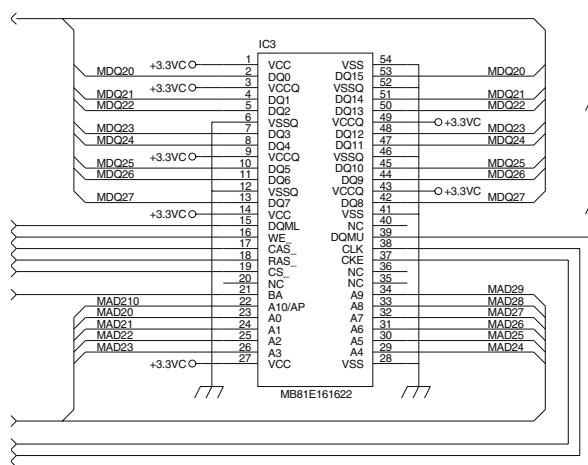 IC3
+3.3VC 1 VCC VSS 54
MDQ20 2 DQ0 DQ15 53 MDQ20
+3.3VC 3 VCCQ VSSQ 52
MDQ21 4 DQ1 DQ14 51 MDQ21
MDQ22 5 DQ2 DQ13 50 MDQ22
6 VSSQ VCCQ 49 +3.3VC
MDQ23 7 DQ3 DQ12 48 MDQ23
MDQ24 8 DQ4 DQ11 47 MDQ24
+3.3VC 9 VCCQ VSSQ 46
MDQ25 10 DQ5 DQ10 45 MDQ25
MDQ26 11 DQ6 DQ9 44 MDQ26
12 VSSQ VCCQ 43 +3.3VC
MDQ27 13 DQ7 DQ8 42 MDQ27
+3.3VC 14 VCC VSS 41
15 DQML NC 40
16 WE_ DQMU 39
17 CAS_ CLK 38
18 RAS_ CKE 37
19 CS_ NC 36
20 NC NC 35
21 BA A9 34 MAD29
MAD210 22 A10/AP A8 33 MAD28
MAD20 23 A0 A7 32 MAD27
MAD21 24 A1 A6 31 MAD26
MAD22 25 A2 A5 30 MAD25
MAD23 26 A3 A4 29 MAD24
+3.3VC 27 VCC VSS 28
MB81E161622